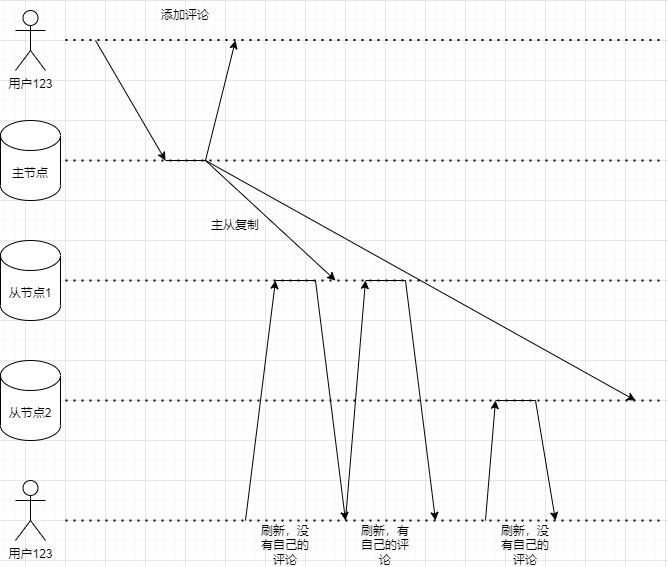 添加评论
用户123
主节点
主从复制
从节点1
从节点2
刷新，没
有自己的
评论
刷新，有
自己的评
论
刷新，没
有自己的
评论
用户123